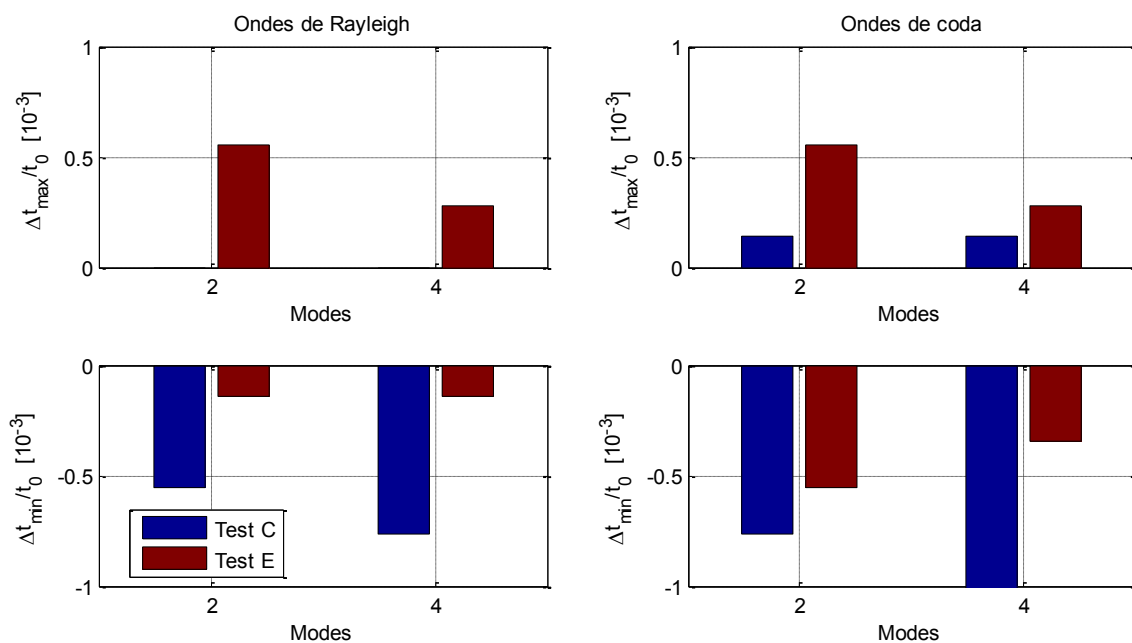 Ondes de Rayleigh
Δt_max/t_0 [10^-3]
1
0.5
0
2
4
Modes
Ondes de coda
Δt_max/t_0 [10^-3]
1
0.5
0
2
4
Modes
Δt_min/t_0 [10^-3]
0
-0.5
-1
Test C
Test E
2
4
Modes
Δt_min/t_0 [10^-3]
0
-0.5
-1
2
4
Modes